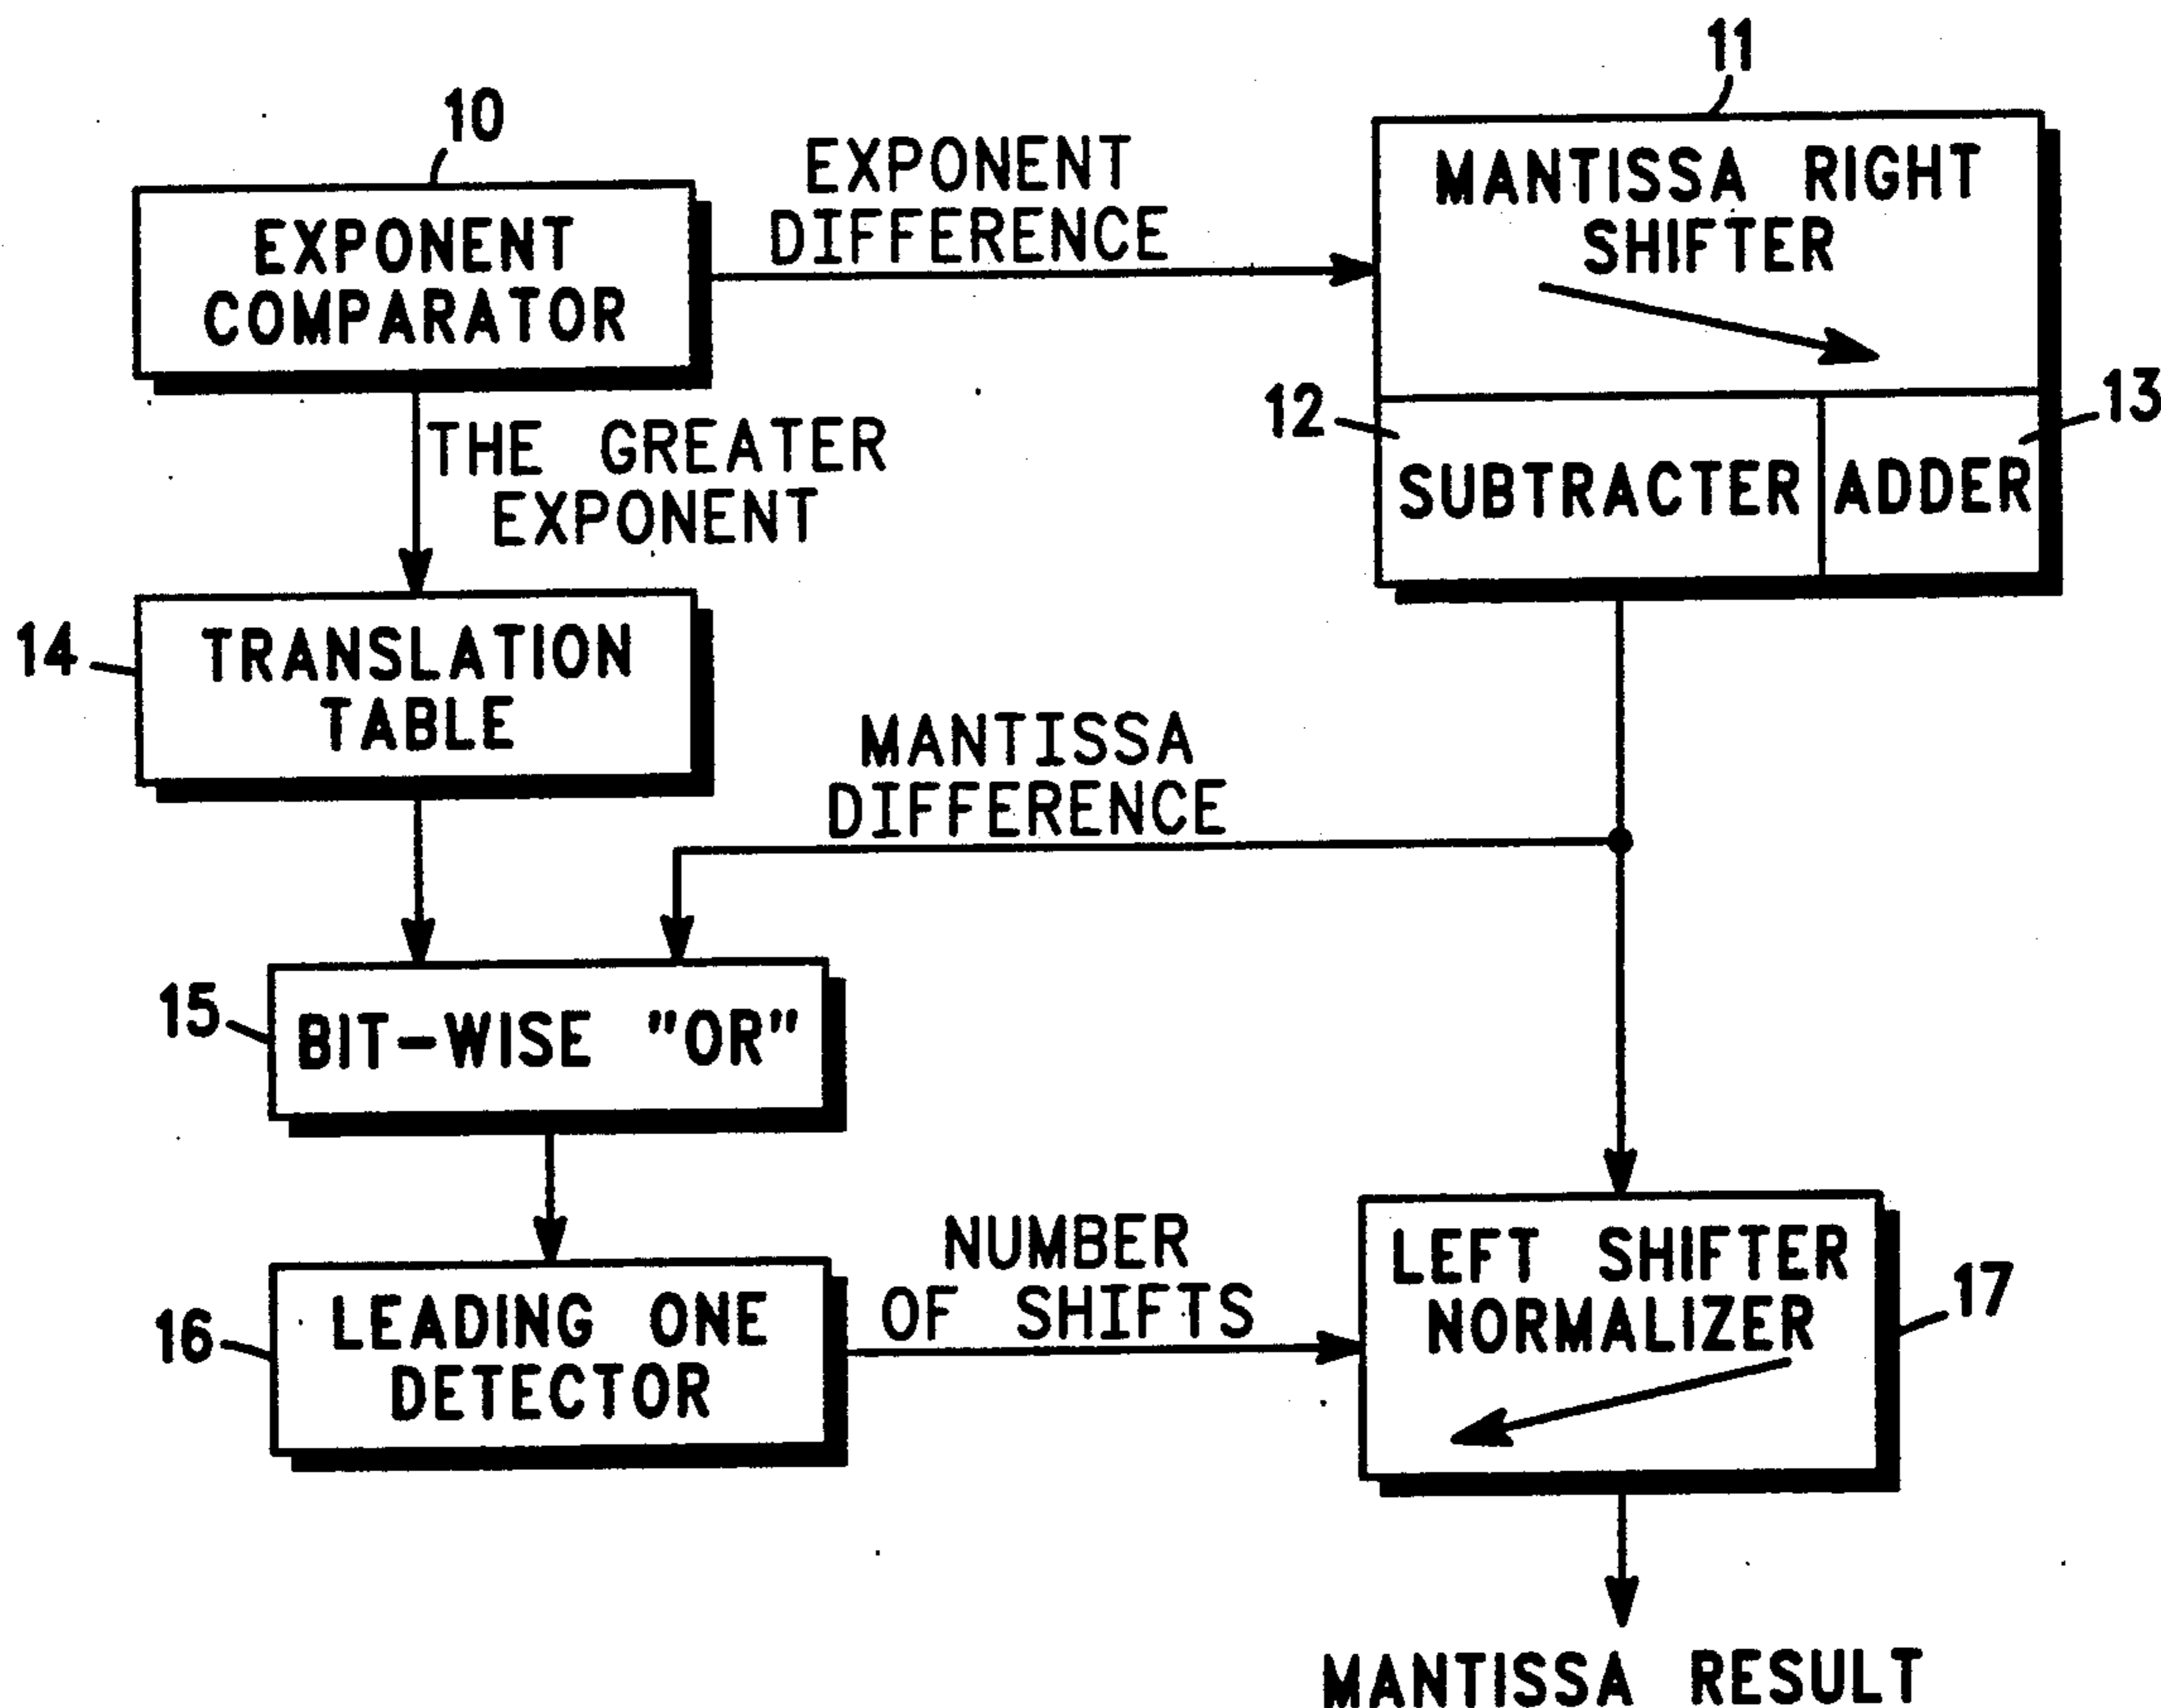 10
EXPONENT
COMPARATOR
EXPONENT
DIFFERENCE
11
MANTISSA RIGHT
SHIFTER
12
SUBTRACTER
ADDER
13
THE GREATER
EXPONENT
14
TRANSLATION
TABLE
MANTISSA
DIFFERENCE
15
BIT-WISE "OR"
16
LEADING ONE
DETECTOR
NUMBER
OF SHIFTS
LEFT SHIFTER
NORMALIZER
17
MANTISSA RESULT